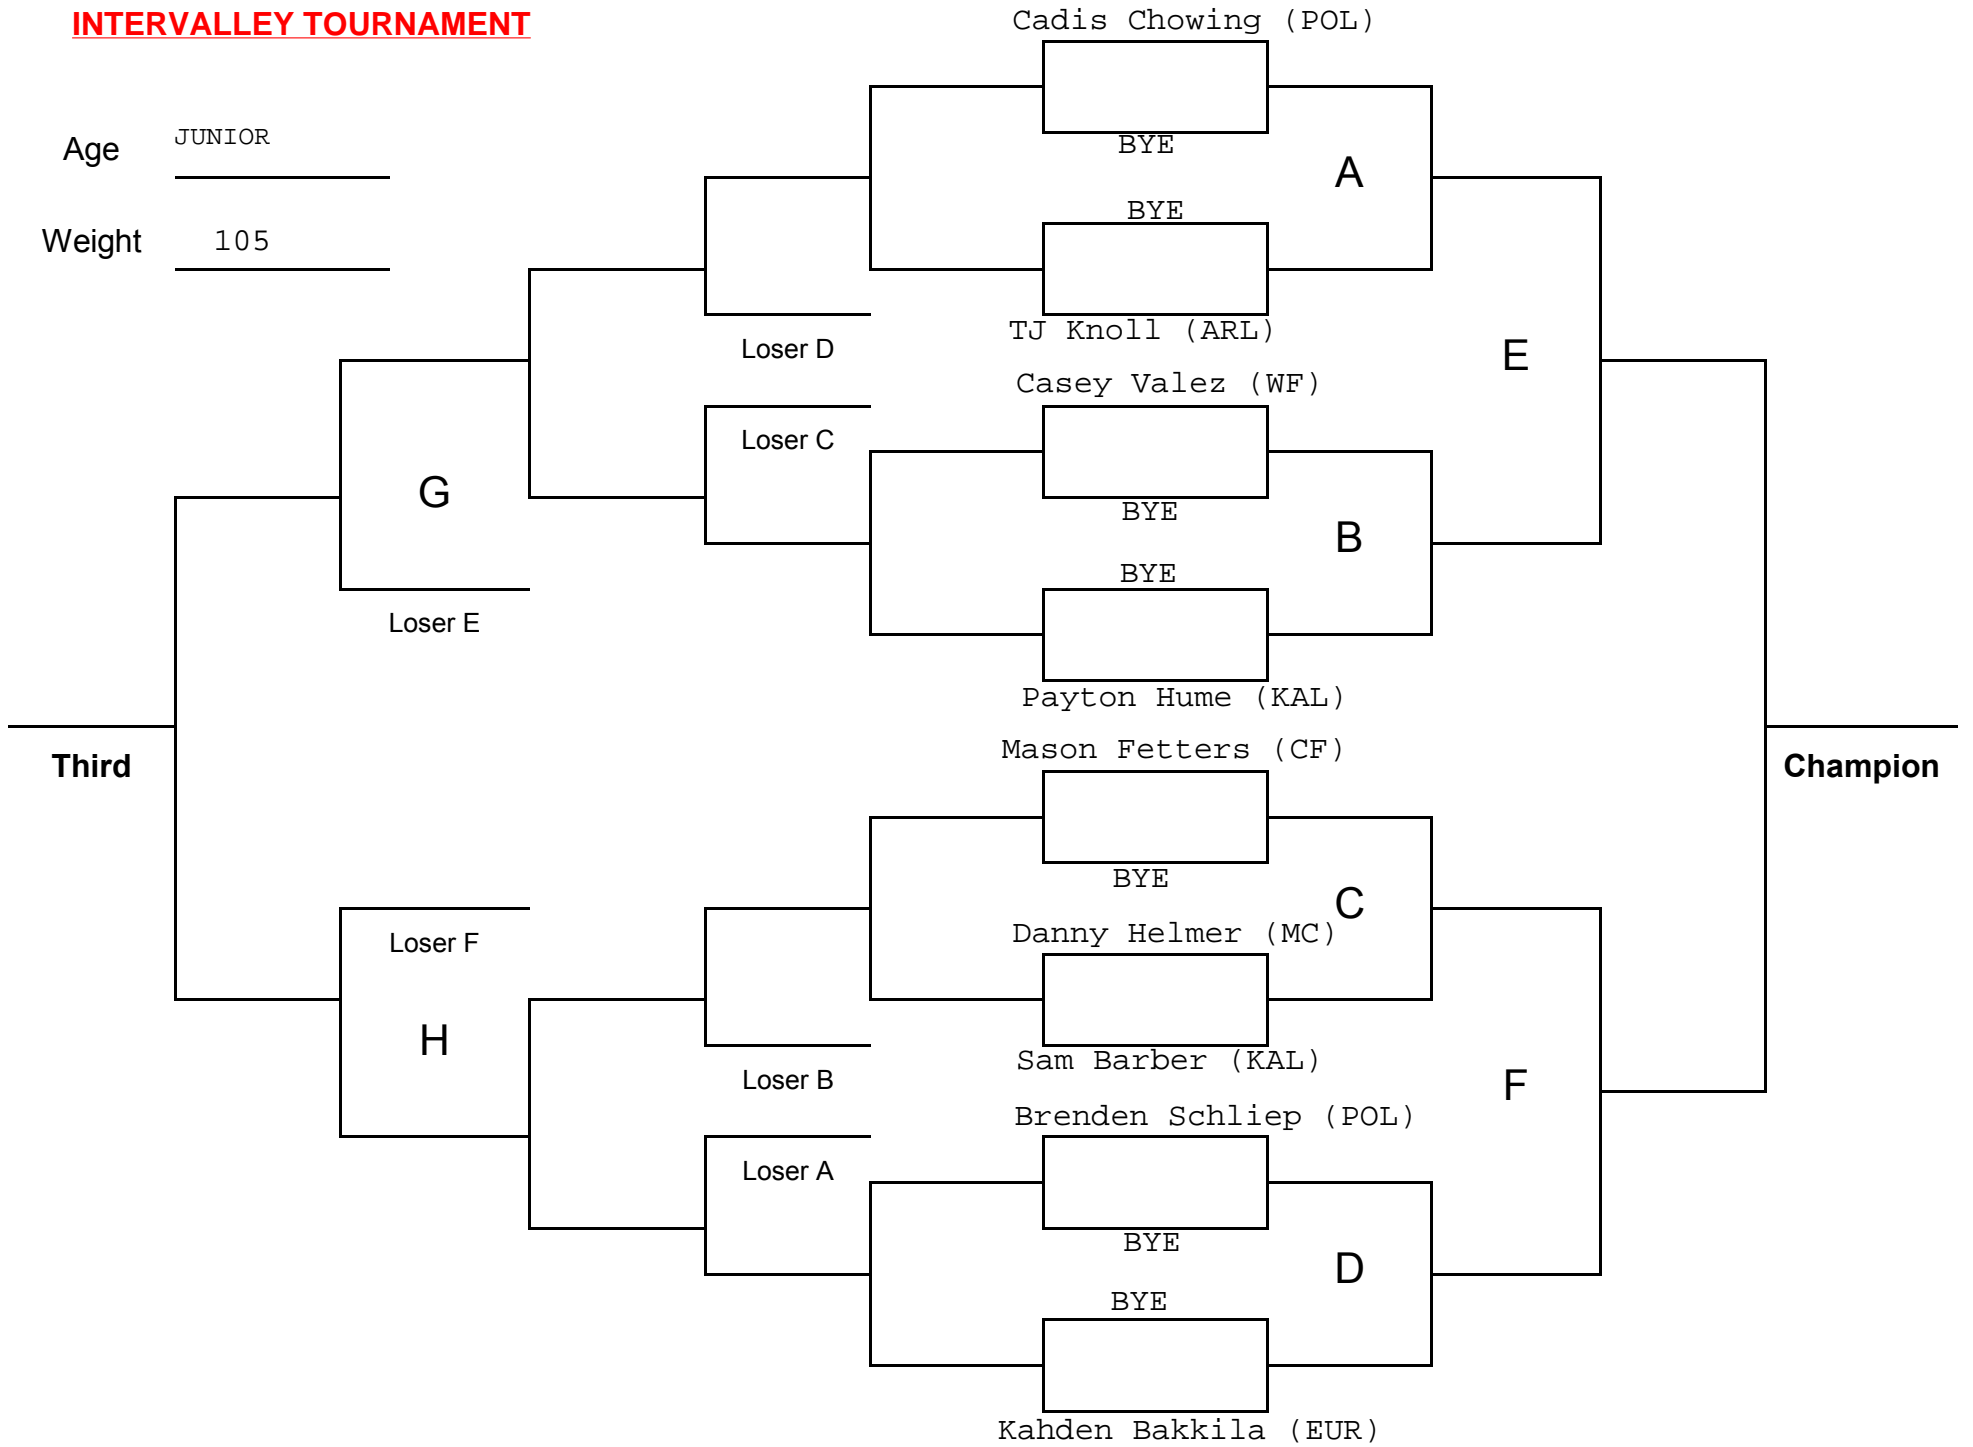 INTERVALLEY TOURNAMENT
Cadis Chowing (POL)
Age JUNIOR
BYE
A
BYE
Weight 105
TJ Knoll (ARL)
Loser D
E
Casey Valez (WF)
Loser C
G
BYE
B
BYE
Loser E
Payton Hume (KAL)
Mason Fetters (CF)
Third
Champion
BYE
C
Danny Helmer (MC)
Loser F
H
Sam Barber (KAL)
Loser B
F
Brenden Schliep (POL)
Loser A
BYE
D
BYE
Kahden Bakkila (EUR)